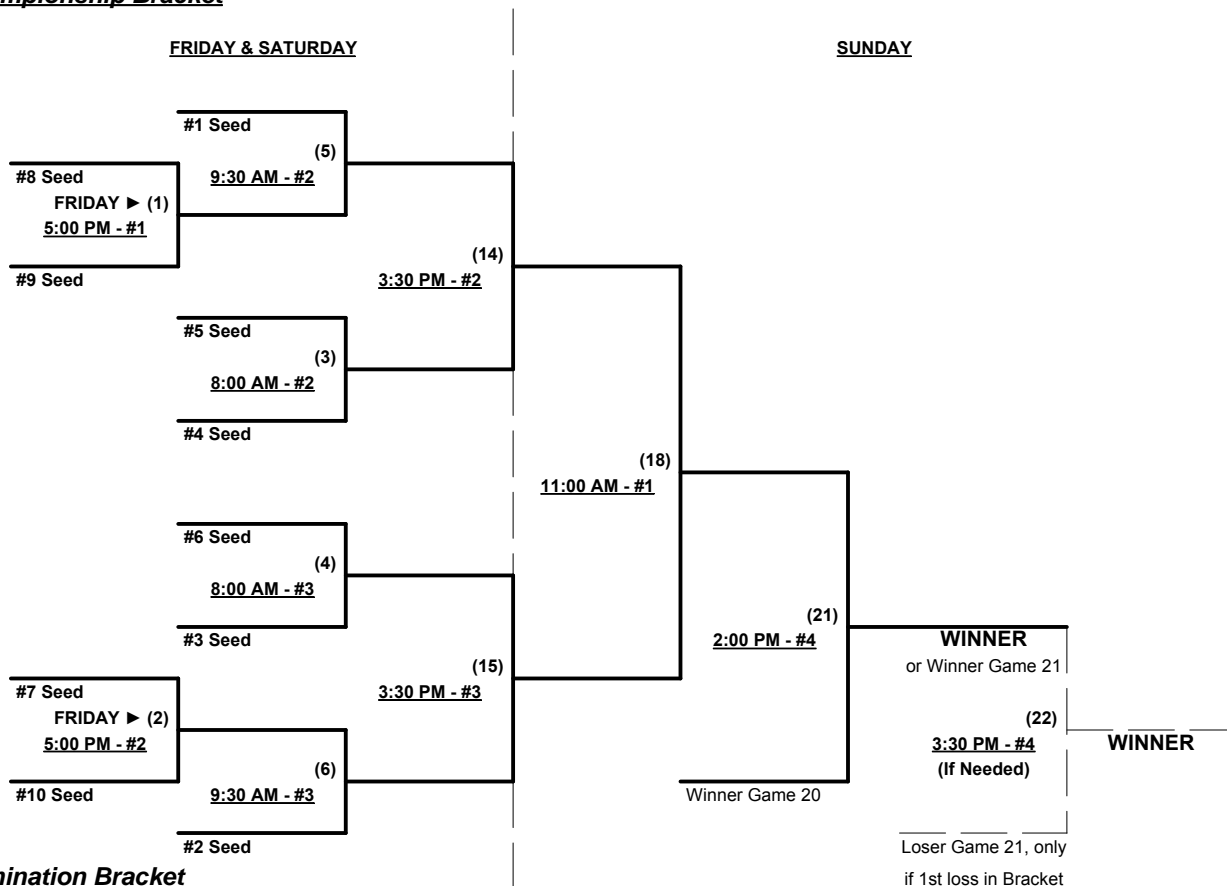 FRIDAY & SATURDAY
SUNDAY
#1 Seed
(5)
9:30 AM - #2
#8 Seed
FRIDAY ► (1)
5:00 PM - #1
#9 Seed
(14)
3:30 PM - #2
#5 Seed
(3)
8:00 AM - #2
#4 Seed
(18)
11:00 AM - #1
#6 Seed
(4)
8:00 AM - #3
#3 Seed
(21)
2:00 PM - #4
WINNER
or Winner Game 21
(15)
3:30 PM - #3
#7 Seed
FRIDAY ► (2)
5:00 PM - #2
#10 Seed
(6)
9:30 AM - #3
#2 Seed
Winner Game 20
(22)
3:30 PM - #4
(If Needed)
WINNER
Loser Game 21, only
if 1st loss in Bracket
Bracket